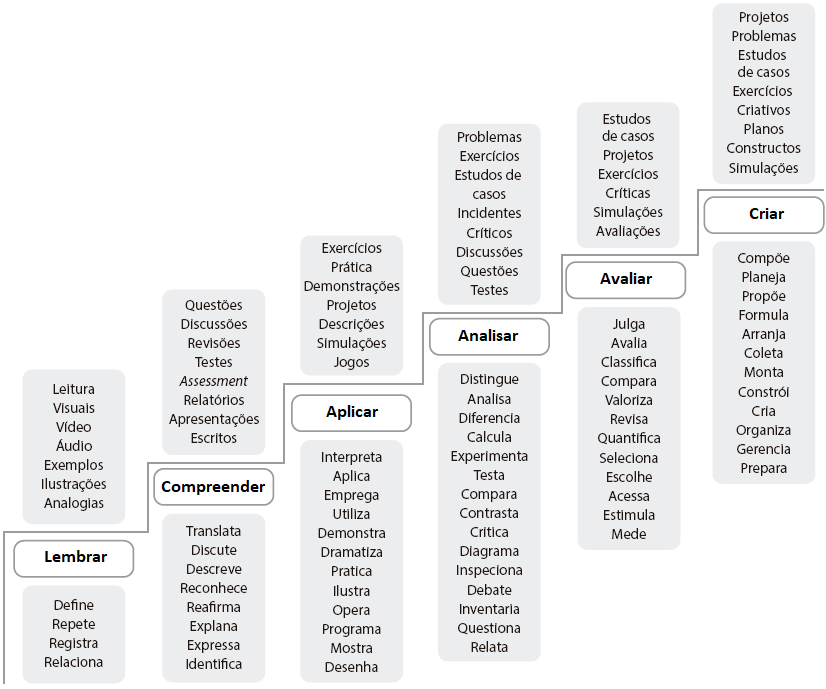 Leitura
Visuais
Vídeo
Áudio
Exemplos
Ilustrações
Analogias
Lembrar
Define
Repete
Registra
Relaciona
Questões
Discussões
Revisões
Testes
Assessment
Relatórios
Apresentações
Escritos
Compreender
Translata
Discute
Descreve
Reconhece
Reafirma
Explana
Expressa
Identifica
Exercícios
Prática
Demonstrações
Projetos
Descrições
Simulações
Jogos
Aplicar
Interpreta
Aplica
Emprega
Utiliza
Demonstra
Dramatiza
Pratica
Ilustra
Opera
Programa
Mostra
Desenha
Problemas
Exercícios
Estudos de
casos
Incidentes
Críticos
Discussões
Questões
Testes
Analisar
Distingue
Analisa
Diferencia
Calcula
Experimenta
Testa
Compara
Contrasta
Critica
Diagrama
Inspeciona
Debate
Inventaria
Questiona
Relata
Estudos
de casos
Projetos
Exercícios
Críticas
Simulações
Avaliações
Avaliar
Julga
Avalia
Classifica
Compara
Valoriza
Revisa
Quantifica
Seleciona
Escolhe
Acessa
Estimula
Mede
Projetos
Problemas
Estudos
de casos
Exercícios
Criativos
Planos
Constructos
Simulações
Criar
Compõe
Planeja
Propõe
Formula
Arranja
Coleta
Monta
Constrói
Cria
Organiza
Gerencia
Prepara